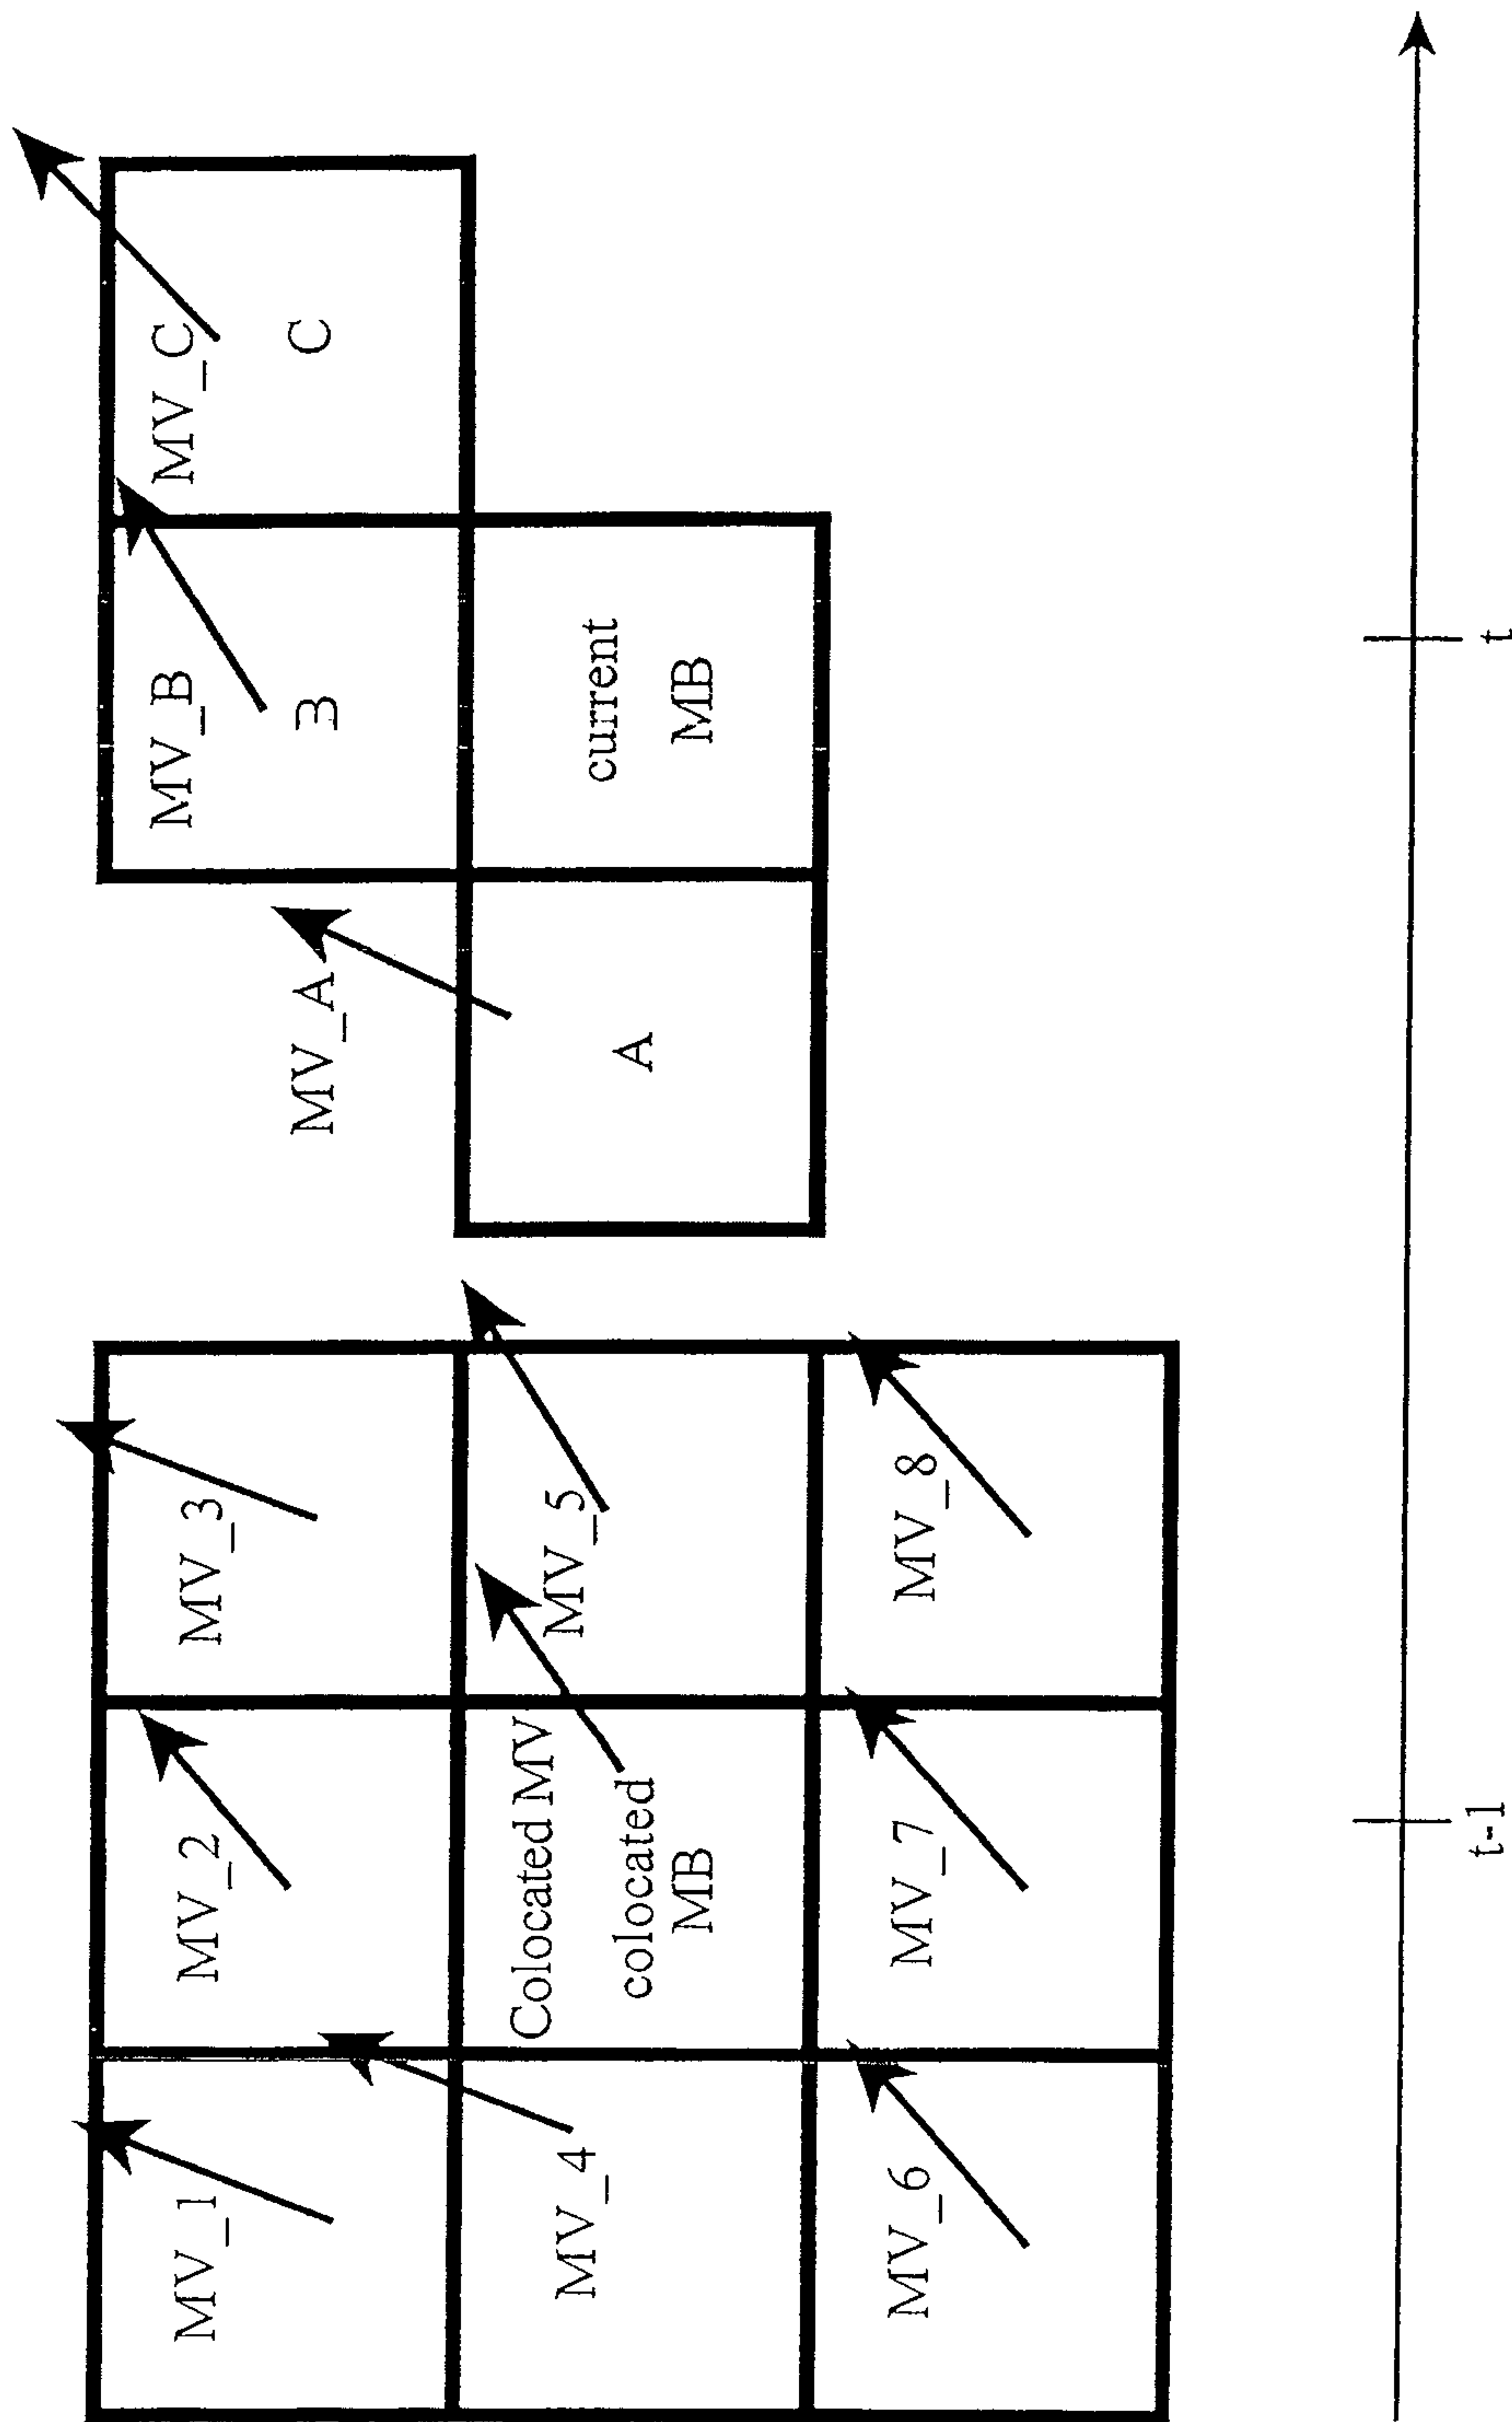 MV_1
MV_2
MV_3
MV_4
Colocated MV
colocated
MB
MV_5
MV_6
MV_7
MV_8
MV_A
A
MV_B
B
MV_C
C
current
MB
t-1
t